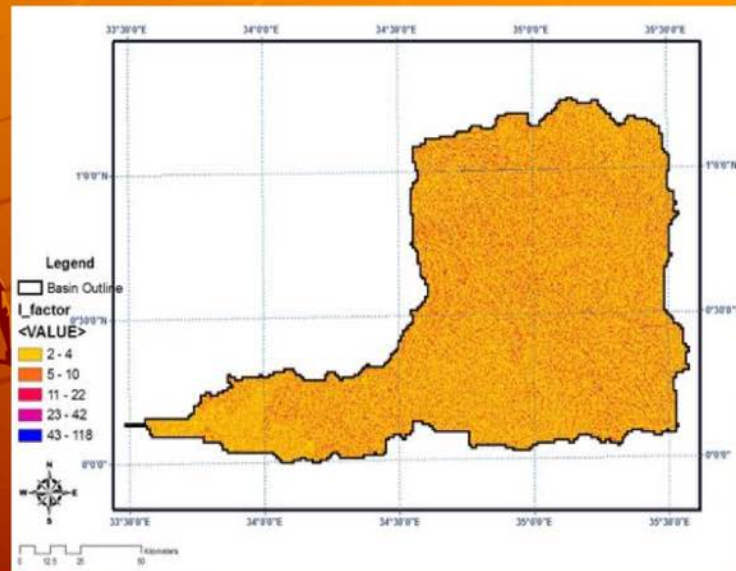 33°30'0"E 34°0'0"E 34°30'0"E 35°0'0"E 35°30'0"E
1°0'0"N 1°0'0"N
Legend
Basin Outline
l_factor
<VALUE>
0°30'0"N 0°30'0"N
2 - 4
5 - 10
11 - 22
23 - 42
43 - 118
0°0'0" 0°0'0"
N
W E
S
33°30'0"E 34°0'0"E 34°30'0"E 35°0'0"E 35°30'0"E
Kilometers
0 12.5 25 50